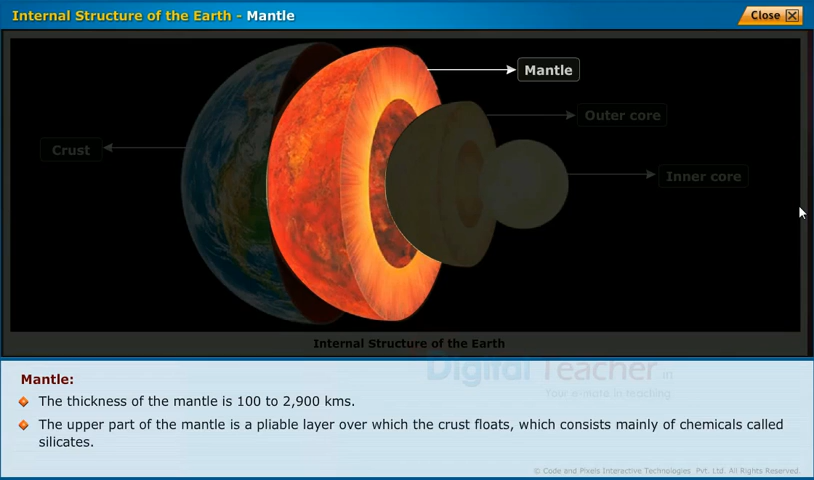 Internal Structure of the Earth - Mantle
Close
Mantle
Outer core
Crust
Inner core
Internal Structure of the Earth
Digital Teacher.in
Your eLmate in teaching
Mantle:
The thickness of the mantle is 100 to 2,900 kms.
The upper part of the mantle is a pliable layer over which the crust floats, which consists mainly of chemicals called
silicates.
© Code and Pixels Interactive Technologies Pvt. Ltd. All Rights Reserved.